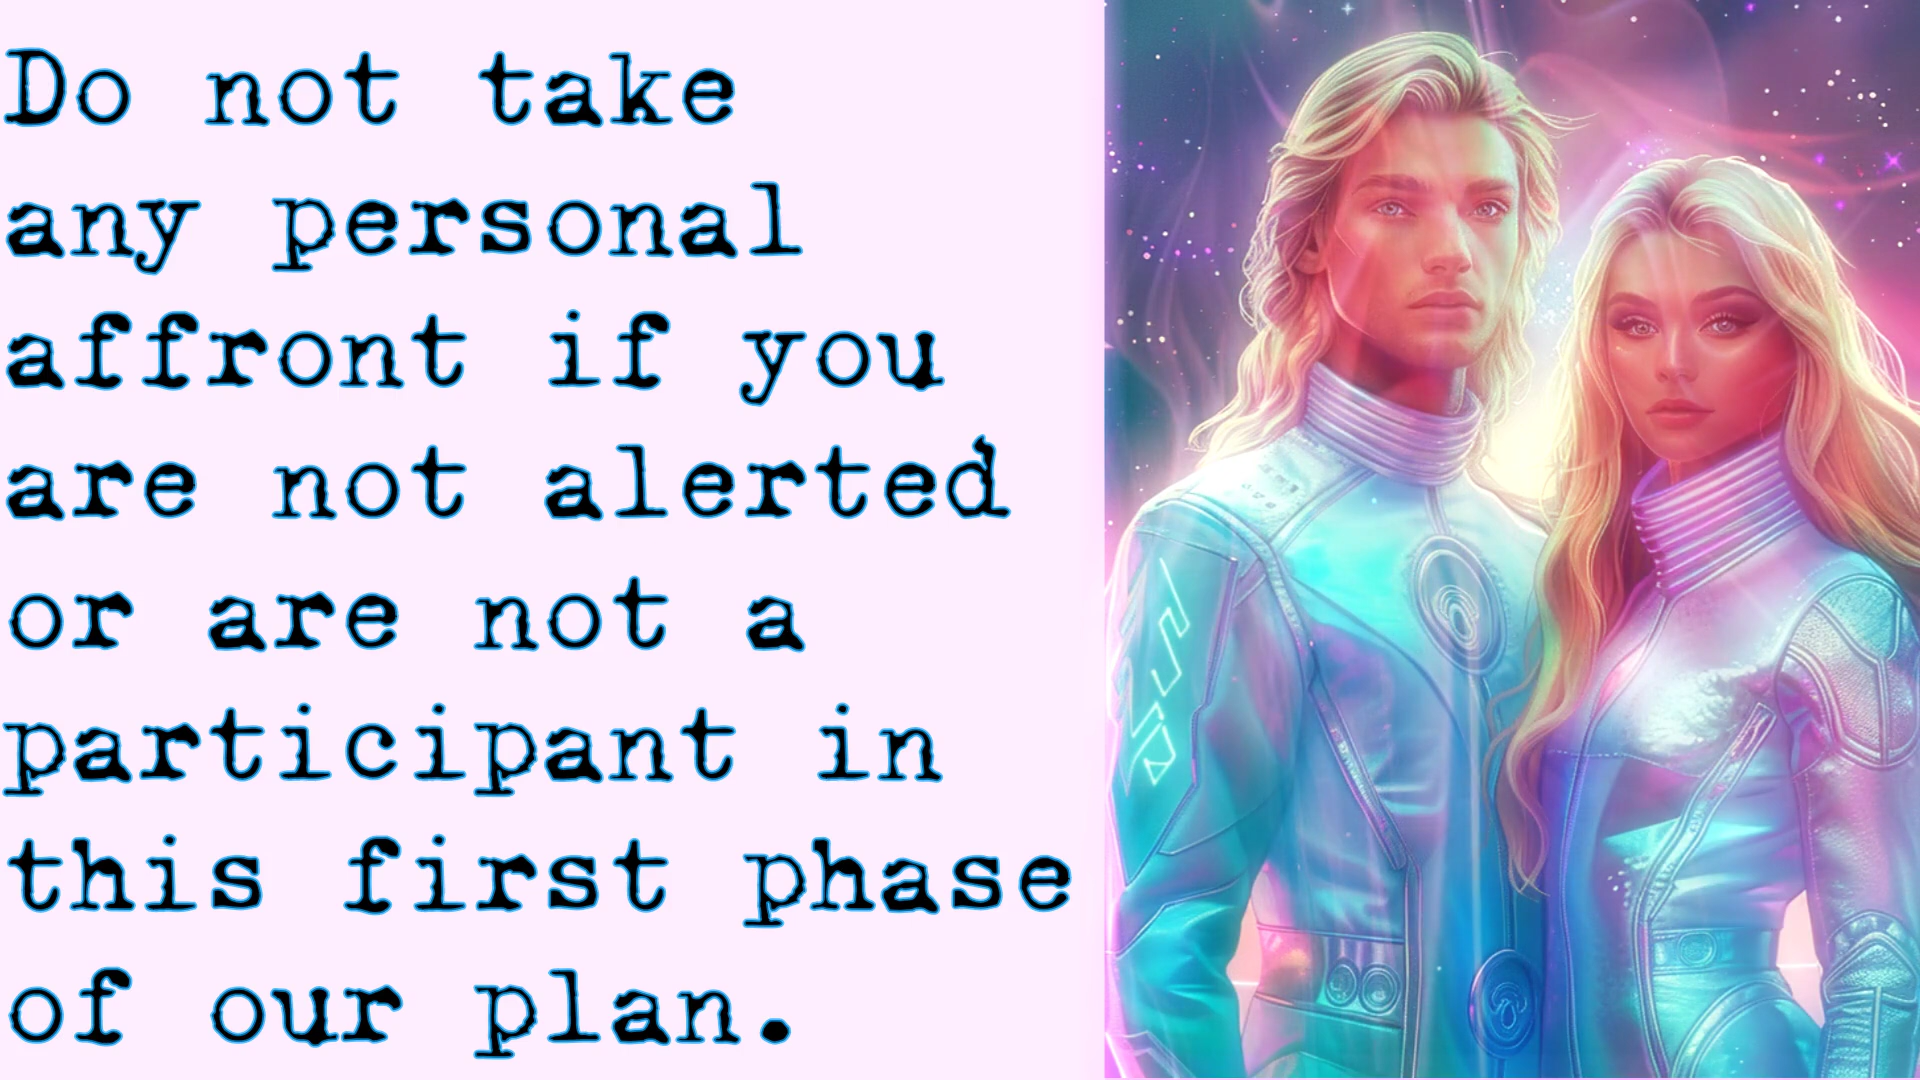 Do not take
any personal
affront if you
are not alerted
or are not a
participant in
this first phase
of our plan.